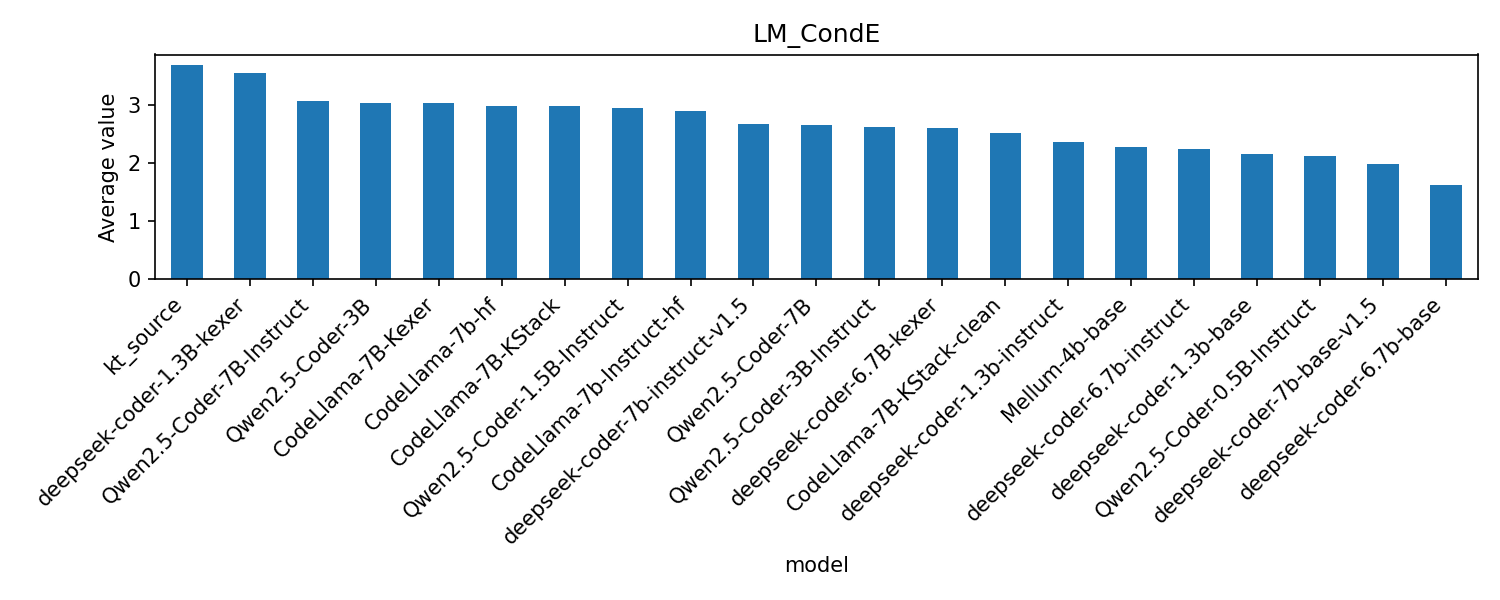 LM_CondE
Average value
3
2
1
0
kt_source
deepseek-coder-1.3B-kexer
Qwen2.5-Coder-7B-Instruct
Qwen2.5-Coder-3B
CodeLlama-7B-Kexer
CodeLlama-7b-hf
CodeLlama-7B-KStack
Qwen2.5-Coder-1.5B-Instruct
CodeLlama-7b-Instruct-hf
deepseek-coder-7b-instruct-v1.5
Qwen2.5-Coder-7B
Qwen2.5-Coder-3B-Instruct
deepseek-coder-6.7B-kexer
CodeLlama-7B-KStack-clean
deepseek-coder-1.3b-instruct
Mellum-4b-base
deepseek-coder-6.7b-instruct
deepseek-coder-1.3b-base
Qwen2.5-Coder-0.5B-Instruct
deepseek-coder-7b-base-v1.5
deepseek-coder-6.7b-base
model